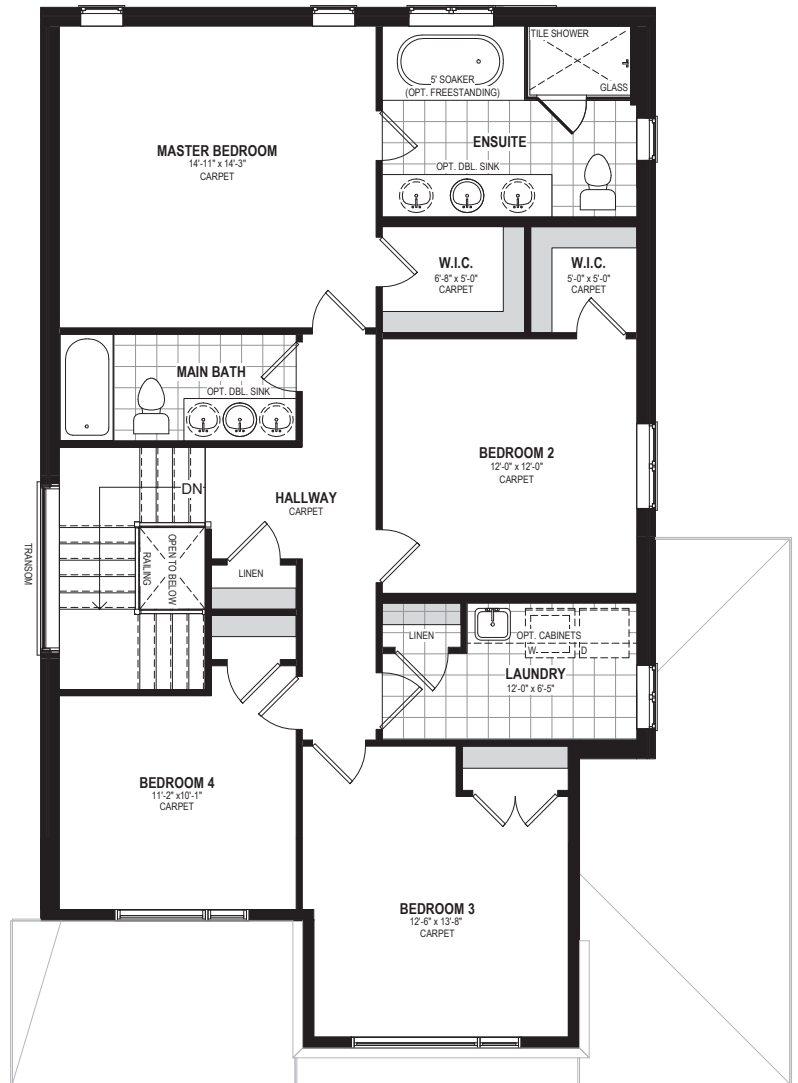 TILE SHOWER
GLASS
5' SOAKER
(OPT. FREESTANDING)
ENSUITE
OPT. DBL. SINK
MASTER BEDROOM
14'-11" x 14'-3"
CARPET
W.I.C.
6'-8" x 5'-0"
CARPET
W.I.C.
5'-0" x 5'-0"
CARPET
MAIN BATH
OPT. DBL. SINK
BEDROOM 2
12'-0" x 12'-0"
CARPET
DN
HALLWAY
CARPET
TRANSOM
RAILING
OPEN TO BELOW
LINEN
LINEN
OPT. CABINETS
W
D
LAUNDRY
12'-0" x 6'-5"
BEDROOM 4
11'-2" x10'-1"
CARPET
BEDROOM 3
12'-6" x 13'-8"
CARPET